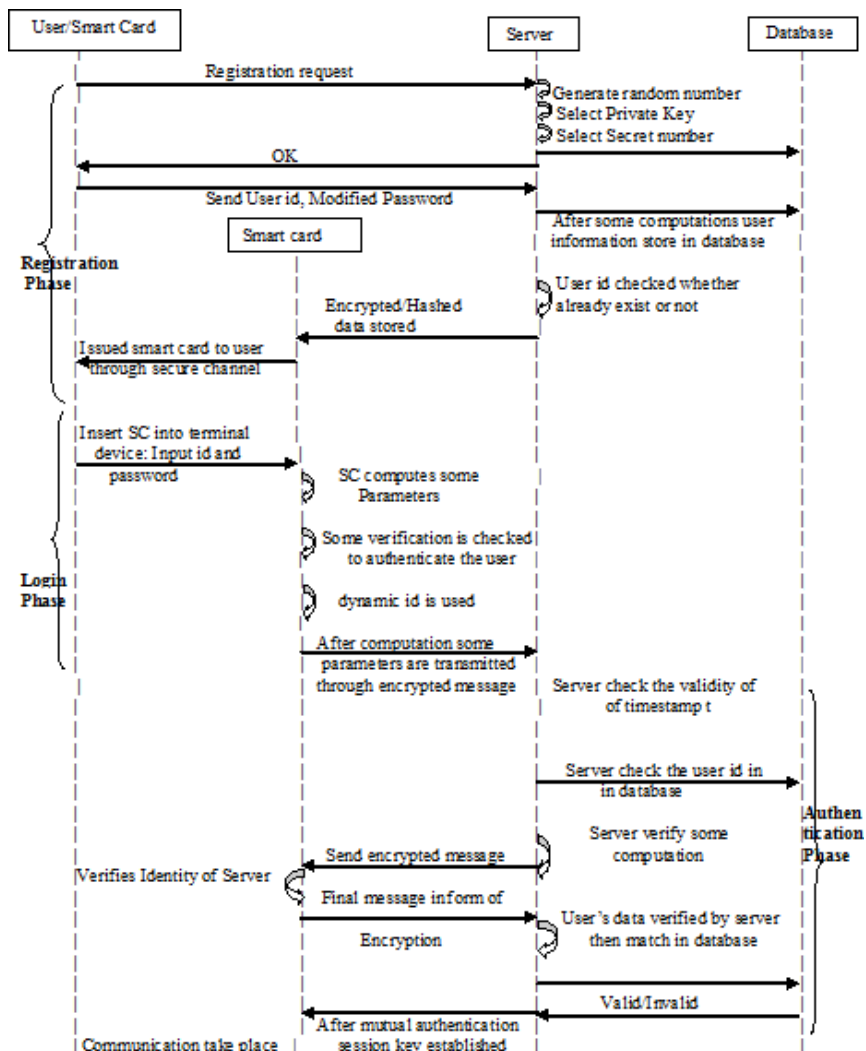 User/Smart Card
Server
Database
Registration request
Generate random number
Select Private Key
Select Secret number
OK
Send User id, Modified Password
After some computations user
information store in database
Smart card
Registration
Phase
User id checked whether
already exist or not
Encrypted/Hashed
data stored
Issued smart card to user
through secure channel
Insert SC into terminal
device: Input id and
password
SC computes some
Parameters
Some verification is checked
to authenticate the user
Login
Phase
dynamic id is used
After computation some
parameters are transmitted
through encrypted message
Server check the validity of
of timestamp t
Server check the user id in
in database
Authen
tication
Phase
Server verify some
computation
Send encrypted message
Verifies Identity of Server
Final message in form of
Encryption
User's data verified by server
then match in database
Valid/Invalid
After mutual authentication
session key established
Communication take place